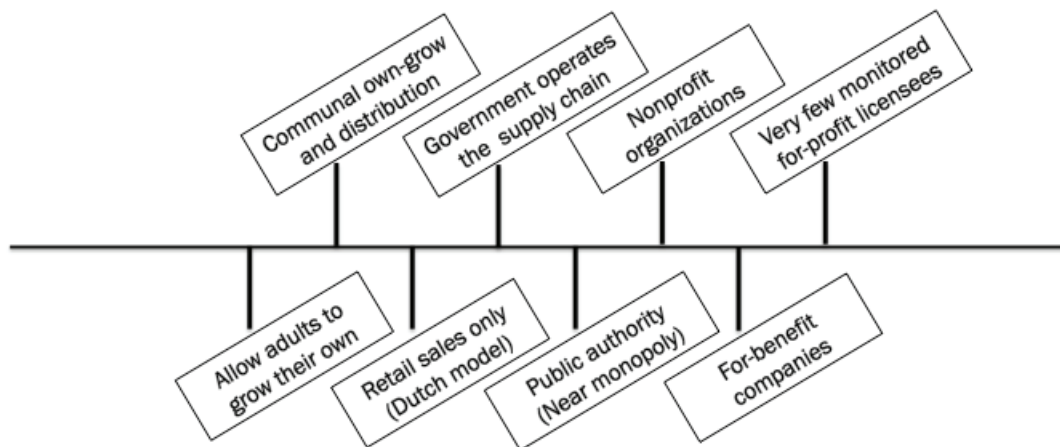 Communal own-grow
and distribution
Government operates
the supply chain
Nonprofit
organizations
Very few monitored
for-profit licensees
Allow adults to
grow their own
Retail sales only
(Dutch model)
Public authority
(Near monopoly)
For-benefit
companies